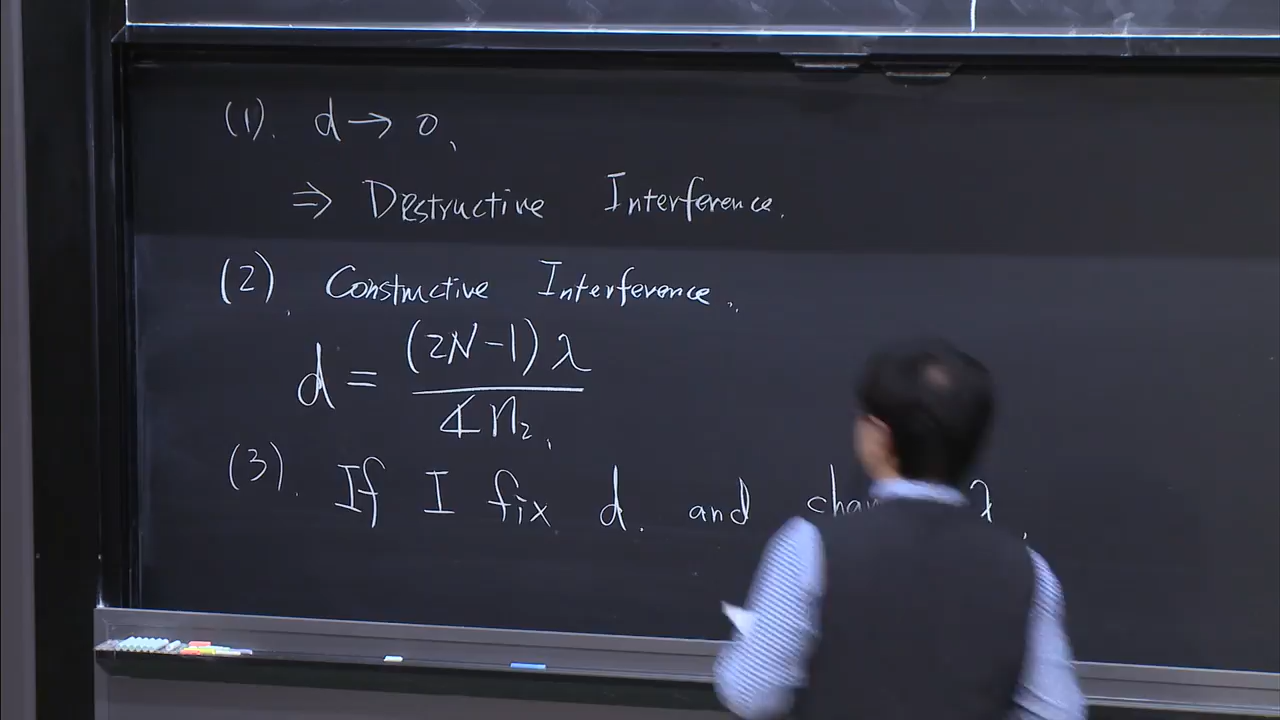 (1). d → 0,
⇒ Destructive Interference.
(2). Constructive Interference.
d = (2N-1)λ / 4n₂,
(3). If I fix d. and λ.